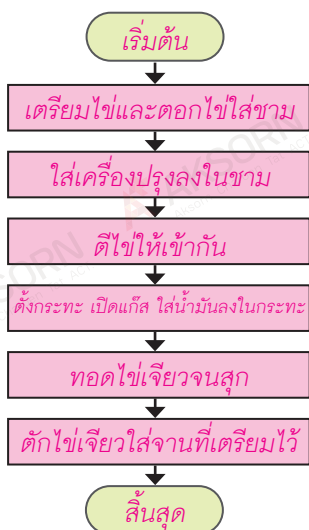 เริ่มต้น
เตรียมไข่และตอกไข่ใส่ชาม
ใส่เครื่องปรุงลงในชาม
ตีไข่ให้เข้ากัน
ตั้งกระทะ เปิดแก๊ส ใส่น้ำมันลงในกระทะ
ทอดไข่เจียวจนสุก
ตักไข่เจียวใส่จานที่เตรียมไว้
สิ้นสุด
AKSORN